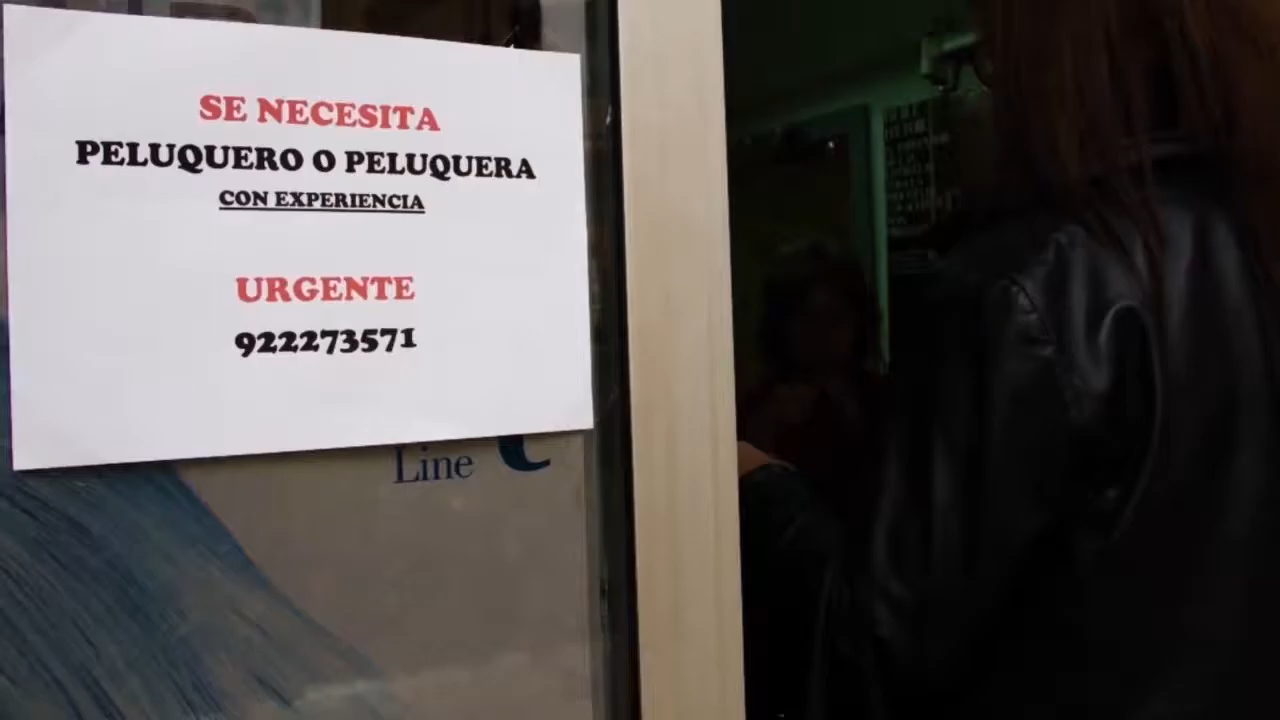 SE NECESITA
PELUQUERO O PELUQUERA
CON EXPERIENCIA
URGENTE
922273571
Line